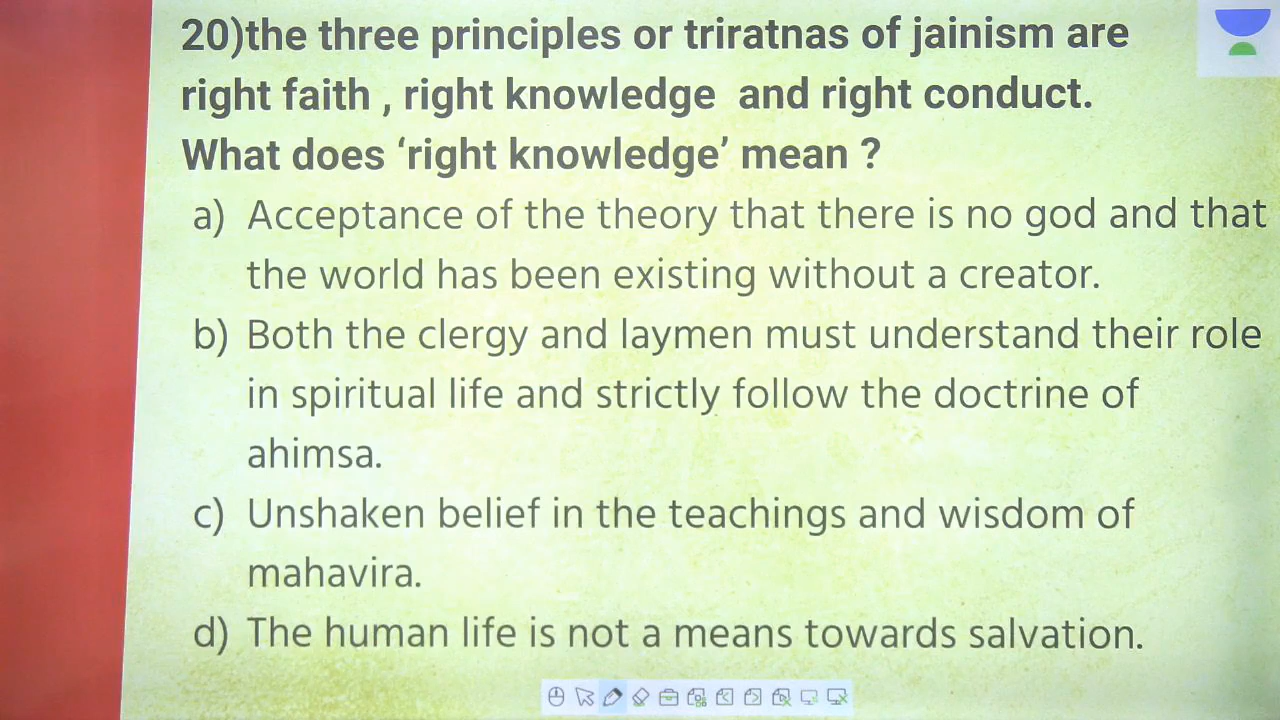 20)the three principles or triratnas of jainism are
right faith , right knowledge and right conduct.
What does ‘right knowledge’ mean ?
a) Acceptance of the theory that there is no god and that
the world has been existing without a creator.
b) Both the clergy and laymen must understand their role
in spiritual life and strictly follow the doctrine of
ahimsa.
c) Unshaken belief in the teachings and wisdom of
mahavira.
d) The human life is not a means towards salvation.